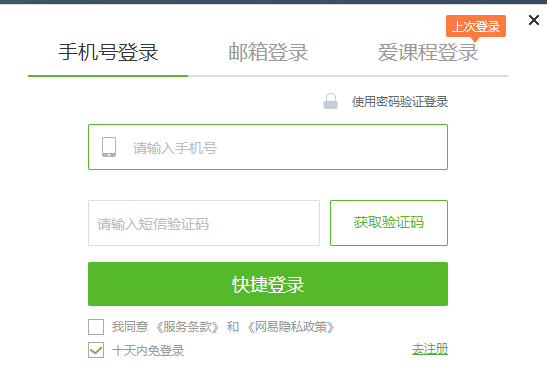 上次登录
手机号登录 邮箱登录 爱课程登录
使用密码验证登录
请输入手机号
请输入短信验证码 获取验证码
快捷登录
我同意《服务条款》和《网易隐私政策》
十天内免登录 去注册